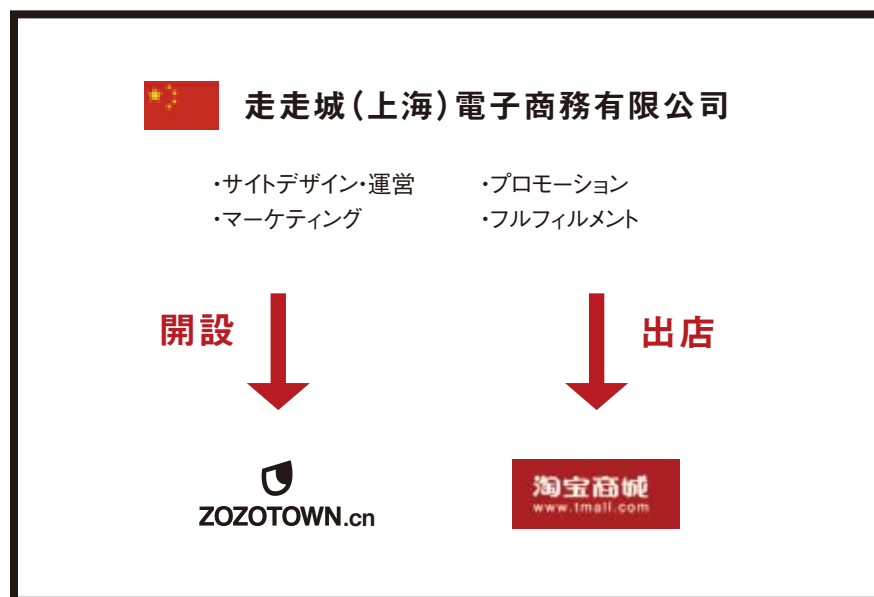 走走城(上海)電子商務有限公司
・サイトデザイン・運営
・マーケティング
・プロモーション
・フルフィルメント
開設
出店
ZOZOTOWN.cn
淘宝商城
www.tmall.com